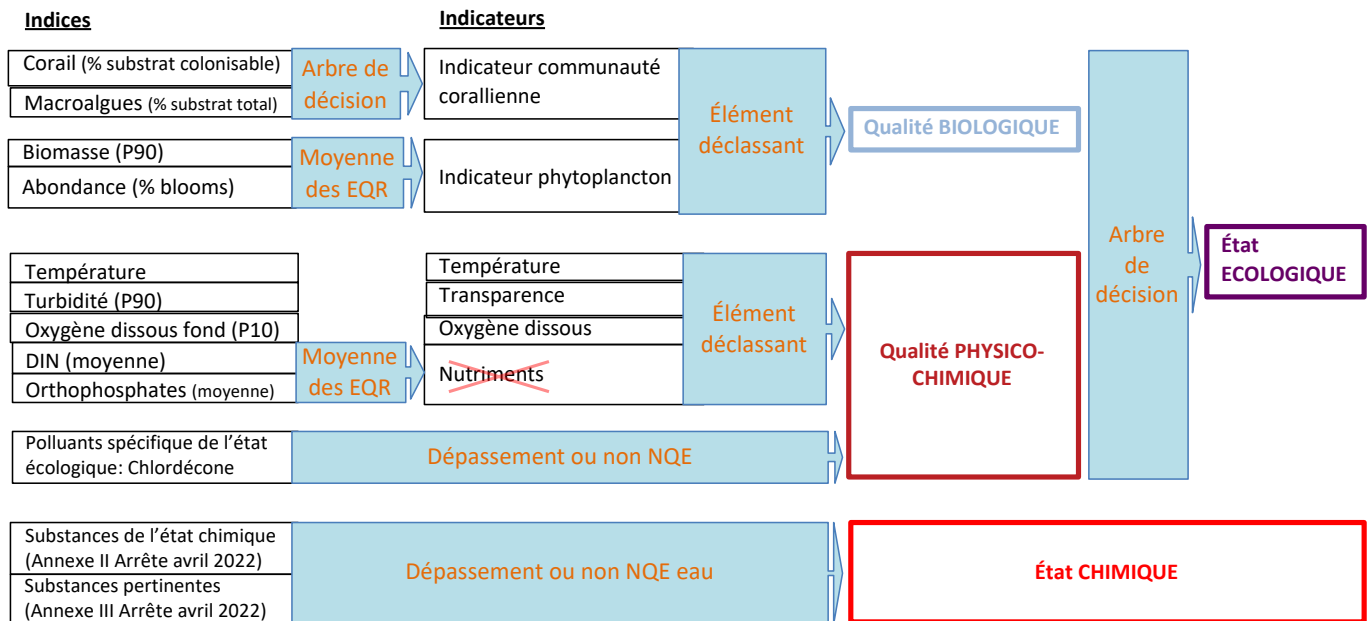 Indices
Indicateurs
Corail (% substrat colonisable)
Macroalgues (% substrat total)
Arbre de
décision
Indicateur communauté
corallienne
Biomasse (P90)
Abondance (% blooms)
Moyenne
des EQR
Indicateur phytoplancton
Élément
déclassant
Qualité BIOLOGIQUE
Température
Turbidité (P90)
Oxygène dissous fond (P10)
DIN (moyenne)
Orthophosphates (moyenne)
Moyenne
des EQR
Température
Transparence
Oxygène dissous
Nutriments
Élément
déclassant
Qualité PHYSICO-
CHIMIQUE
Polluants spécifique de l'état
écologique: Chlordécone
Dépassement ou non NQE
Arbre
de
décision
État
ECOLOGIQUE
Substances de l'état chimique
(Annexe II Arrête avril 2022)
Substances pertinentes
(Annexe III Arrête avril 2022)
Dépassement ou non NQE eau
État CHIMIQUE